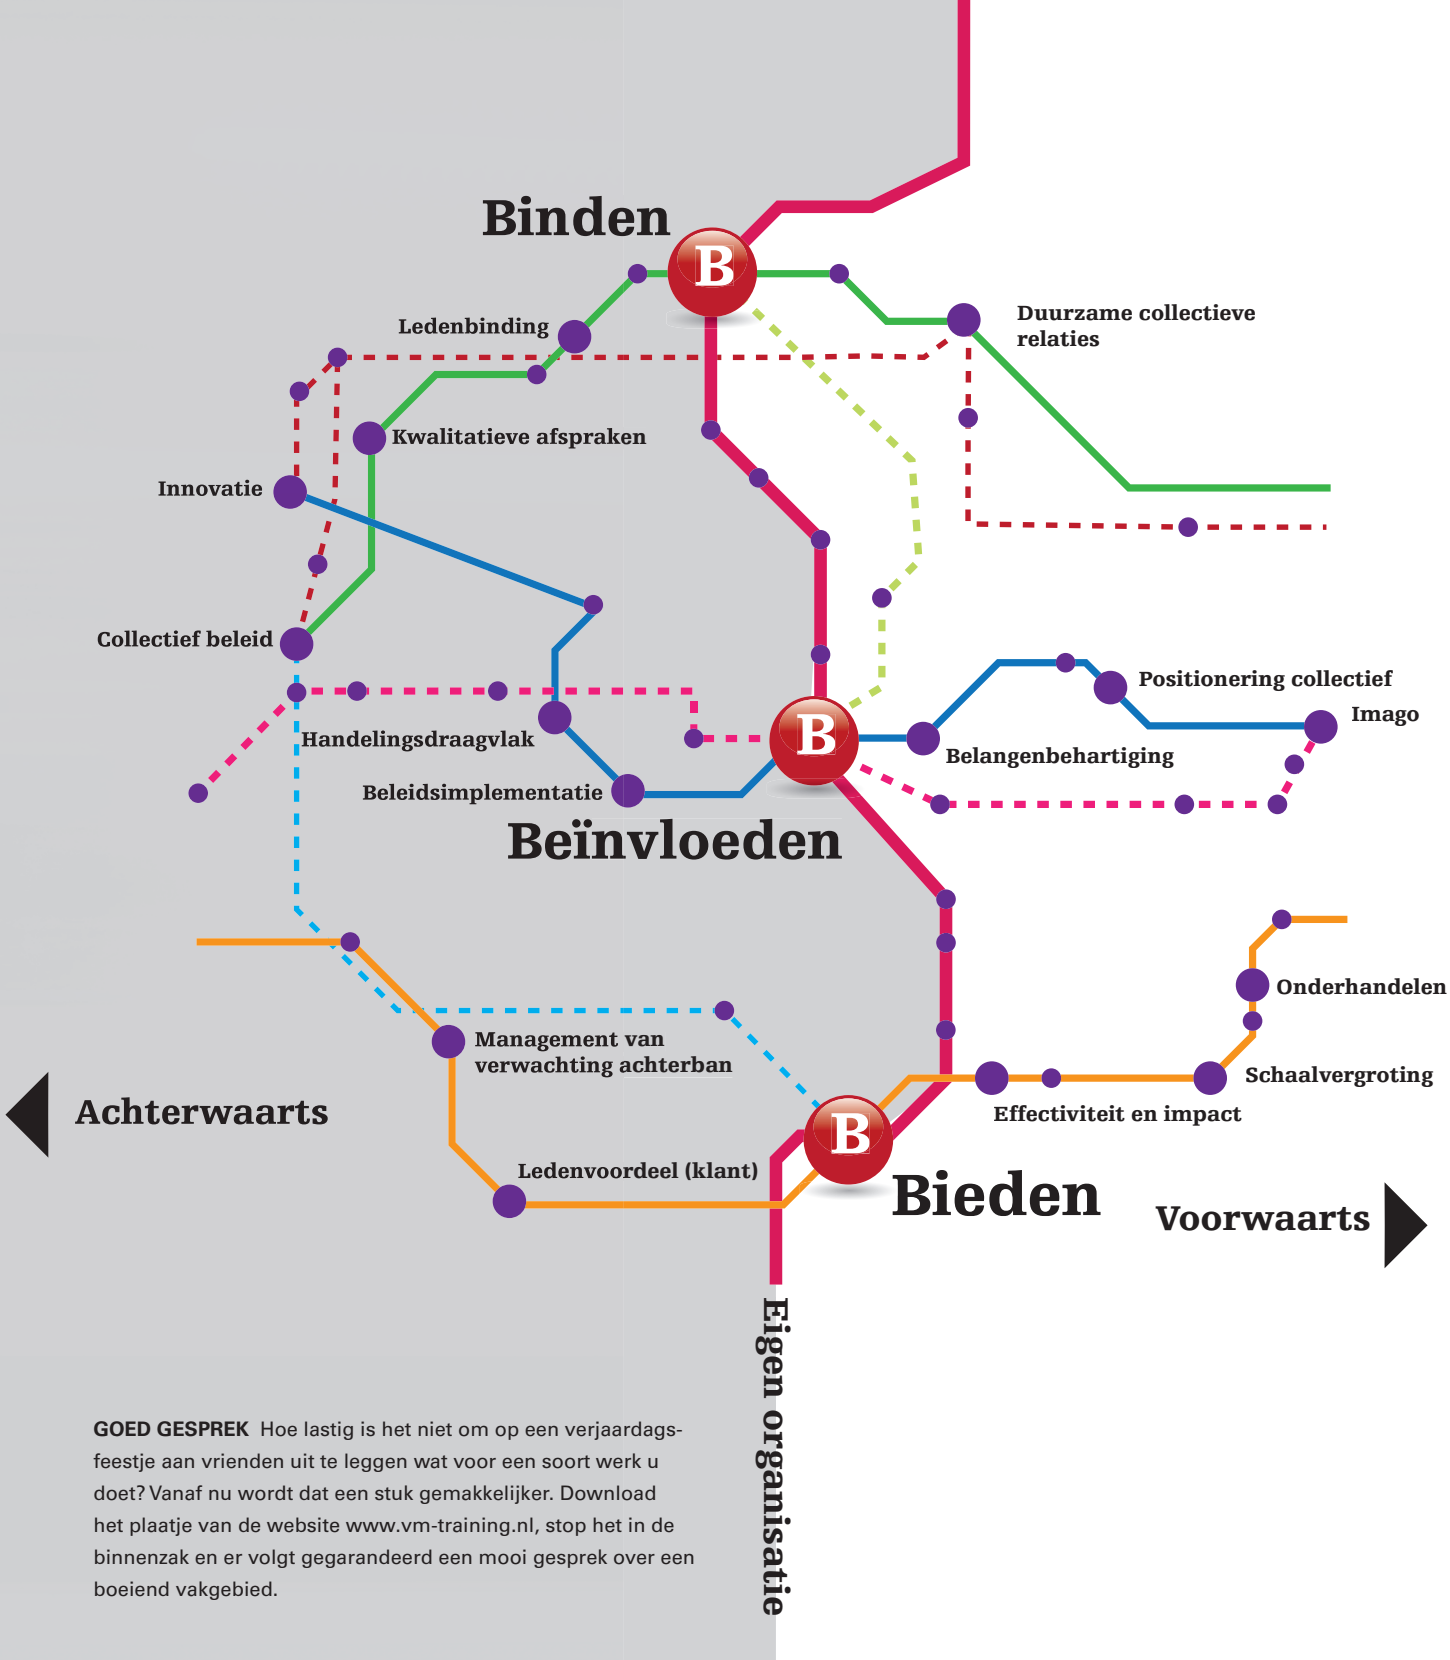 Binden
B
Duurzame collectieve
relaties
Ledenbinding
Kwalitatieve afspraken
Innovatie
Collectief beleid
Positionering collectief
Imago
B
Handelingsdraagvlak
Belangenbehartiging
Beleidsimplementatie
Beïnvloeden
Onderhandelen
Management van
verwachting achterban
Schaalvergroting
Achterwaarts
Effectiviteit en impact
B
Ledenvoordeel (klant)
Bieden
Voorwaarts
Eigen organisatie
GOED GESPREK Hoe lastig is het niet om op een verjaardags-
feestje aan vrienden uit te leggen wat voor een soort werk u
doet? Vanaf nu wordt dat een stuk gemakkelijker. Download
het plaatje van de website www.vm-training.nl, stop het in de
binnenzak en er volgt gegarandeerd een mooi gesprek over een
boeiend vakgebied.